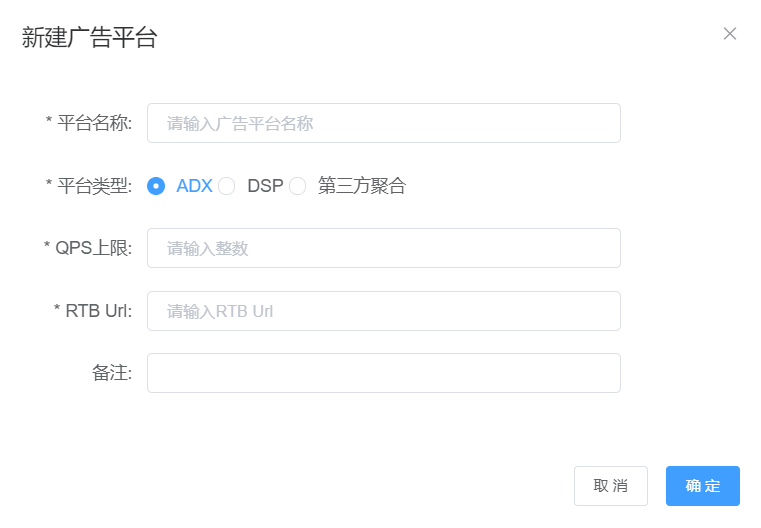 新建广告平台
* 平台名称: 请输入广告平台名称
* 平台类型: ADX DSP 第三方聚合
* QPS上限: 请输入整数
* RTB Url: 请输入RTB Url
备注:
取 消 确 定